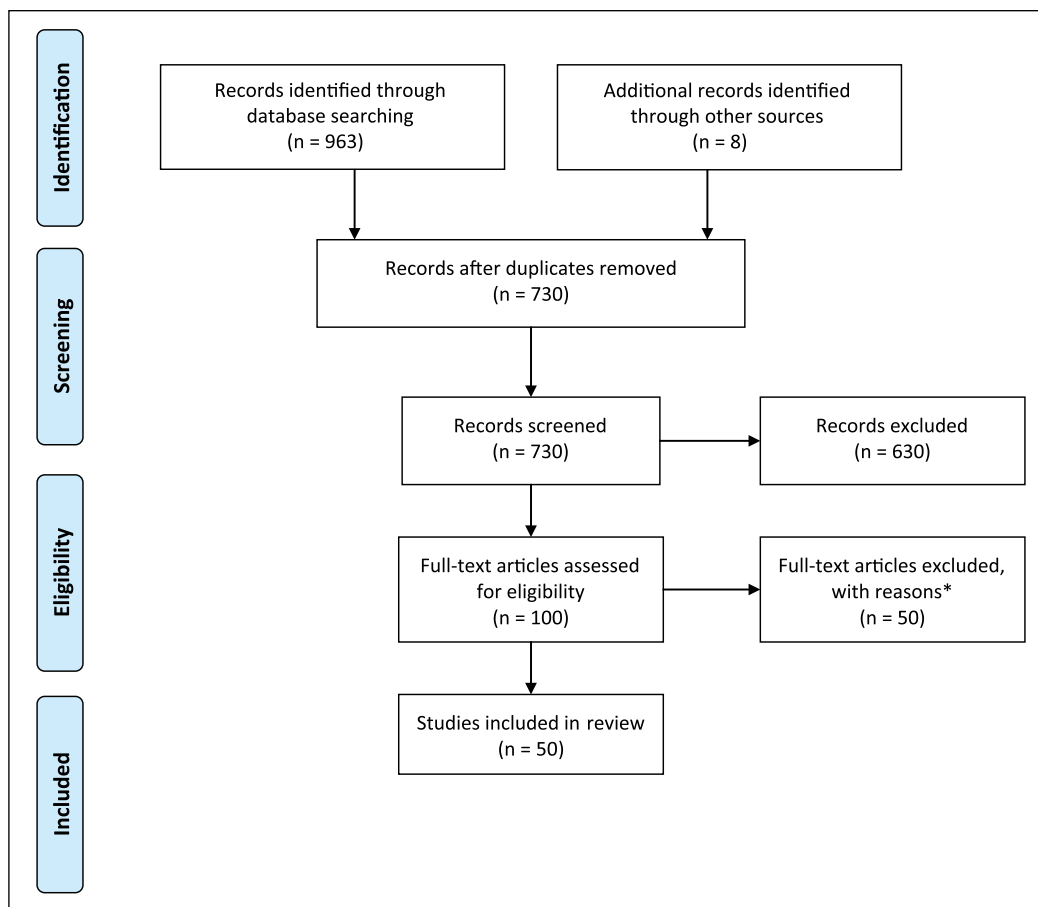 Identification
Records identified through
database searching
(n = 963)
Additional records identified
through other sources
(n = 8)
Screening
Records after duplicates removed
(n = 730)
Records screened
(n = 730)
Records excluded
(n = 630)
Eligibility
Full-text articles assessed
for eligibility
(n = 100)
Full-text articles excluded,
with reasons*
(n = 50)
Included
Studies included in review
(n = 50)